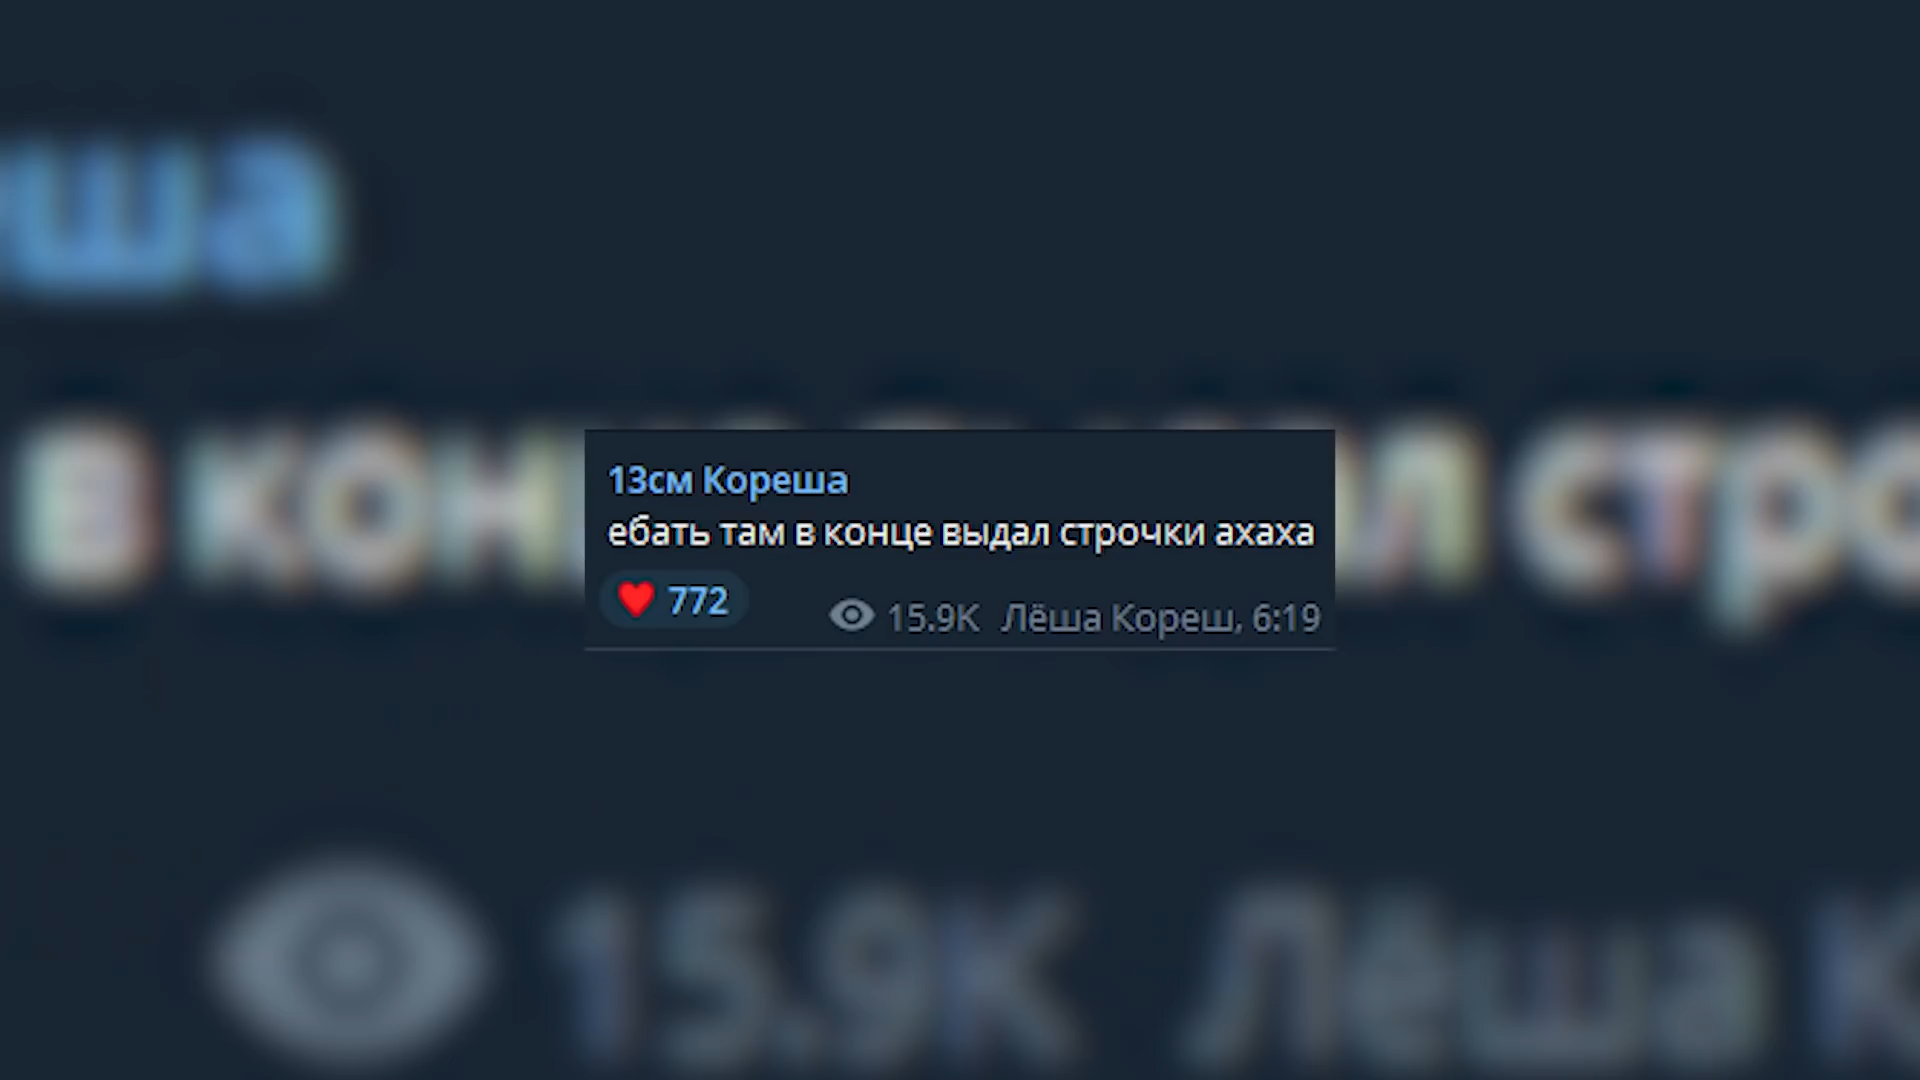 13см Кореша
ебать там в конце выдал строчки ахаха
❤ 772
15.9K Лёша Кореш, 6:19